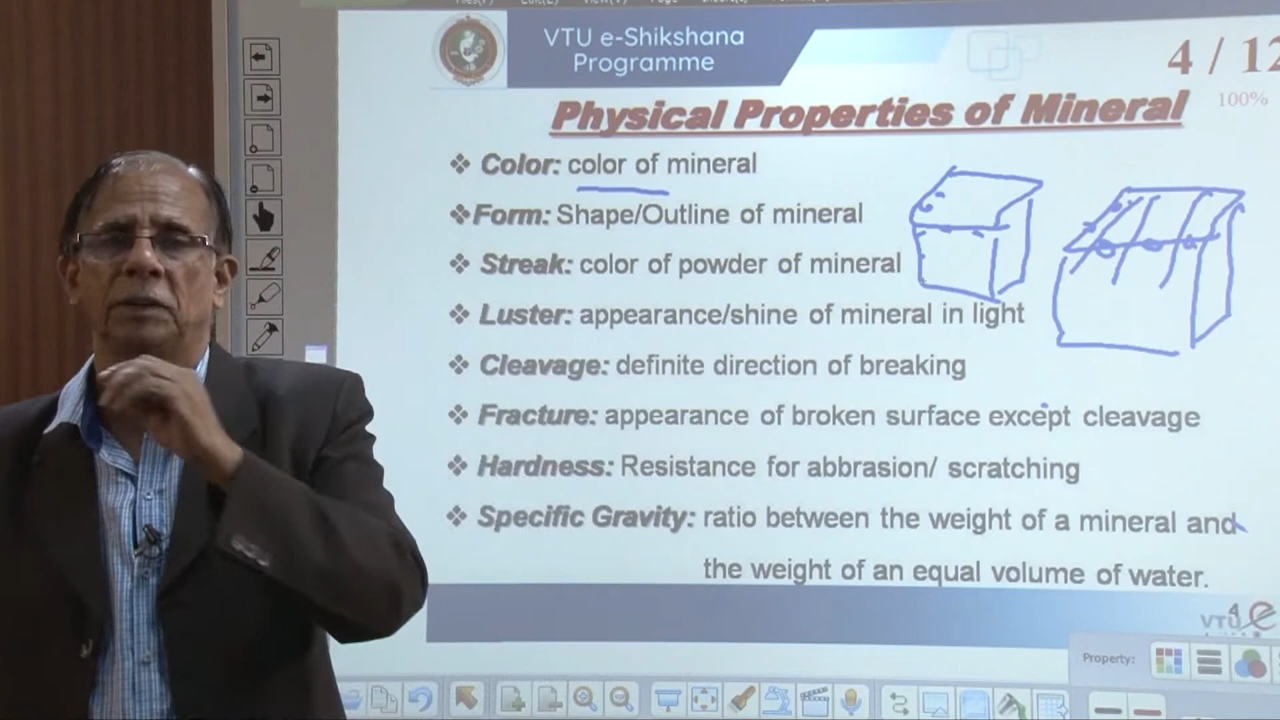 VTU e-Shikshana
Programme
4 / 12
100%
Physical Properties of Mineral
❖ Color: color of mineral
❖Form: Shape/Outline of mineral
❖ Streak: color of powder of mineral
❖ Luster: appearance/shine of mineral in light
❖ Cleavage: definite direction of breaking
❖ Fracture: appearance of broken surface except cleavage
❖ Hardness: Resistance for abbrasion/ scratching
❖ Specific Gravity: ratio between the weight of a mineral and
the weight of an equal volume of water.
4
VTU e
Property: